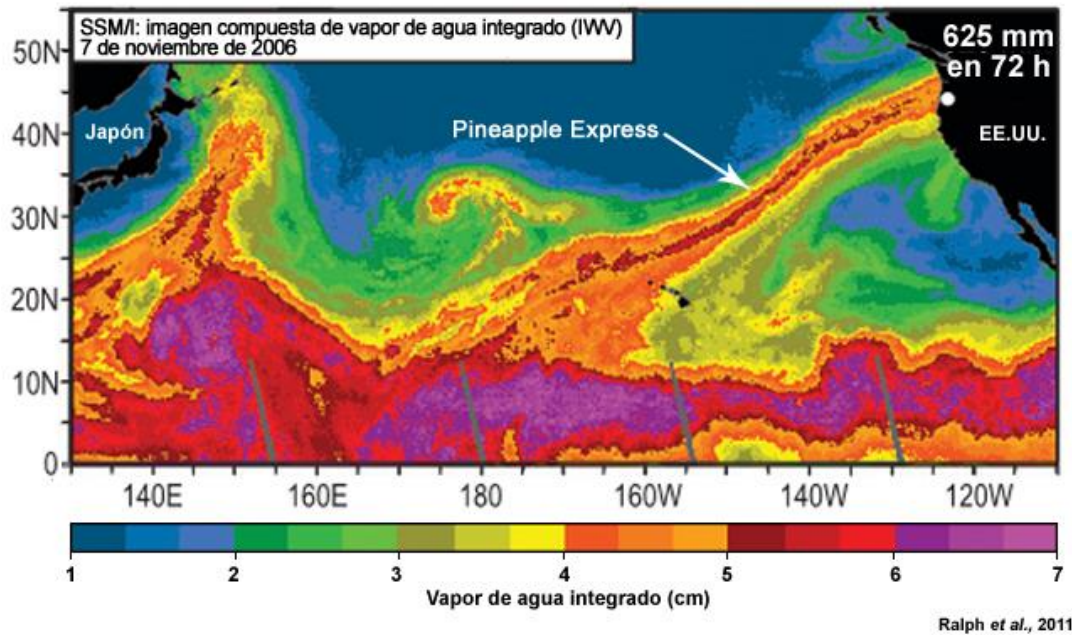 SSM/I: imagen compuesta de vapor de agua integrado (IWV)
7 de noviembre de 2006
625 mm
en 72 h
50N
40N
30N
20N
10N
0
Japón
Pineapple Express
EE.UU.
140E
160E
180
160W
140W
120W
1
2
3
4
5
6
7
Vapor de agua integrado (cm)
Ralph et al., 2011